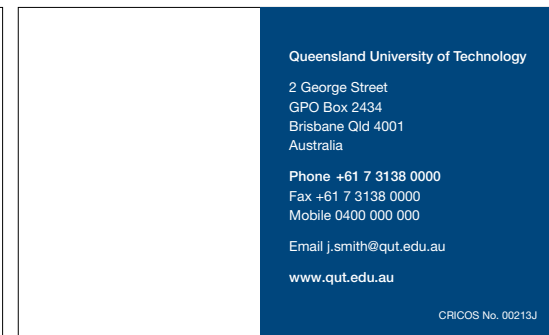 Queensland University of Technology
2 George Street
GPO Box 2434
Brisbane Qld 4001
Australia
Phone +61 7 3138 0000
Fax +61 7 3138 0000
Mobile 0400 000 000
Email j.smith@qut.edu.au
www.qut.edu.au
CRICOS No. 00213J